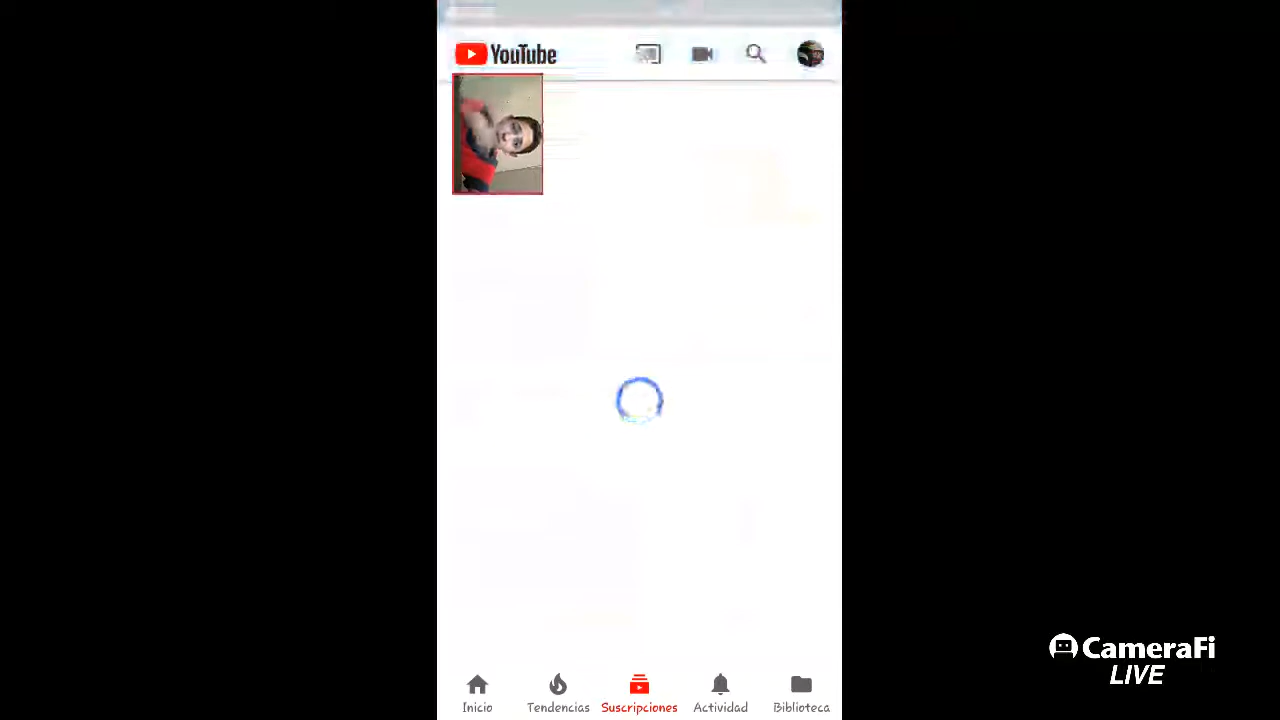 YouTube
Inicio
Tendencias
Suscripciones
Actividad
Biblioteca
CameraFi
LIVE